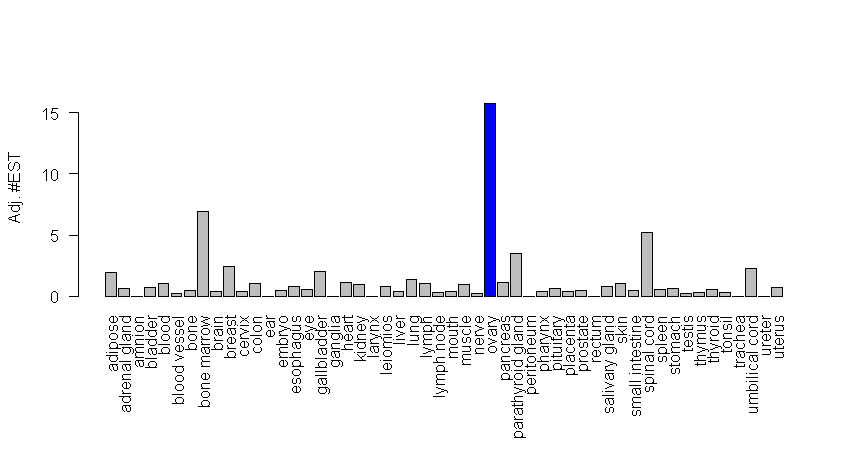 Adj. #EST
15
10
5
0
adipose
adrenal gland
amnion
bladder
blood
blood vessel
bone
bone marrow
brain
breast
cervix
colon
ear
embryo
esophagus
eye
gallbladder
ganglia
heart
kidney
larynx
leiomios
liver
lung
lymph
lymph node
mouth
muscle
nerve
ovary
pancreas
parathyroid gland
peritoneum
pharynx
pituitary
placenta
prostate
rectum
salivary gland
skin
small intestine
spinal cord
spleen
stomach
testis
thymus
thyroid
tonsil
trachea
umbilical cord
ureter
uterus